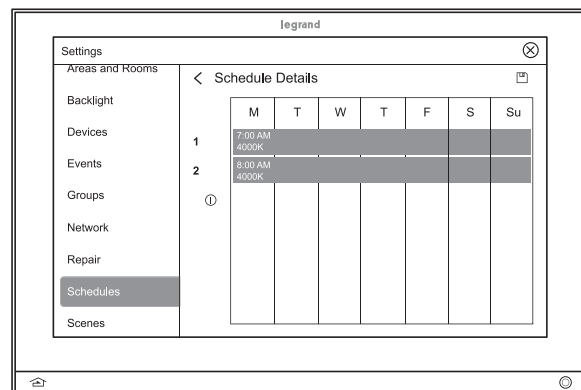 legrand
Settings
Areas and Rooms
Schedule Details
Backlight
M T W T F S Su
Devices
1 7:00 AM
4000K
Events
2 8:00 AM
4000K
Groups
Network
Repair
Schedules
Scenes